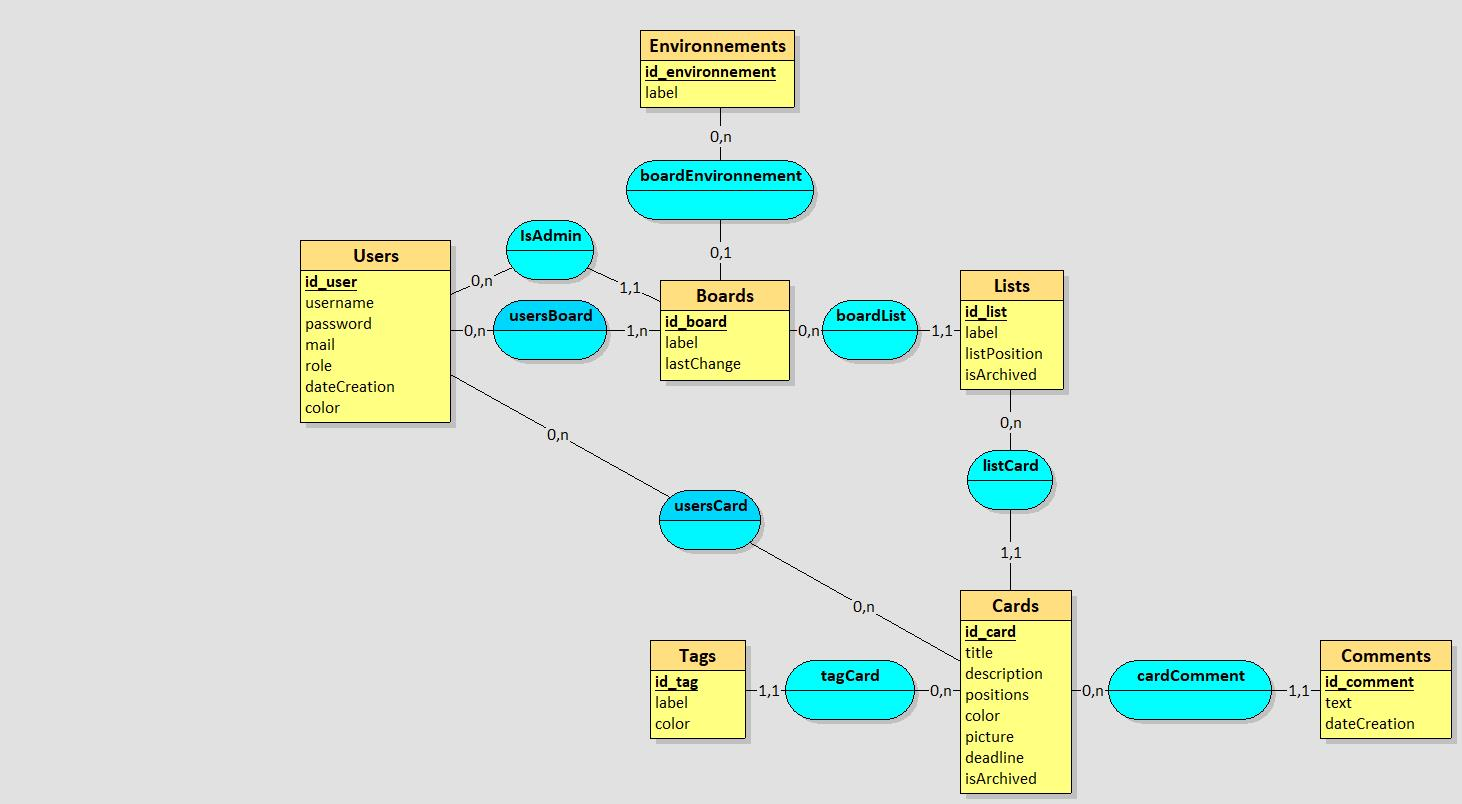 Environnements
id_environnement
label
0,n
boardEnvironnement
0,1
Users
id_user
username
password
mail
role
dateCreation
color
0,n
IsAdmin
1,1
0,n
usersBoard
1,n
Boards
id_board
label
lastChange
0,n
boardList
1,1
Lists
id_list
label
listPosition
isArchived
0,n
listCard
1,1
0,n
usersCard
0,n
Tags
id_tag
label
color
1,1
tagCard
0,n
Cards
id_card
title
description
positions
color
picture
deadline
isArchived
0,n
cardComment
1,1
Comments
id_comment
text
dateCreation